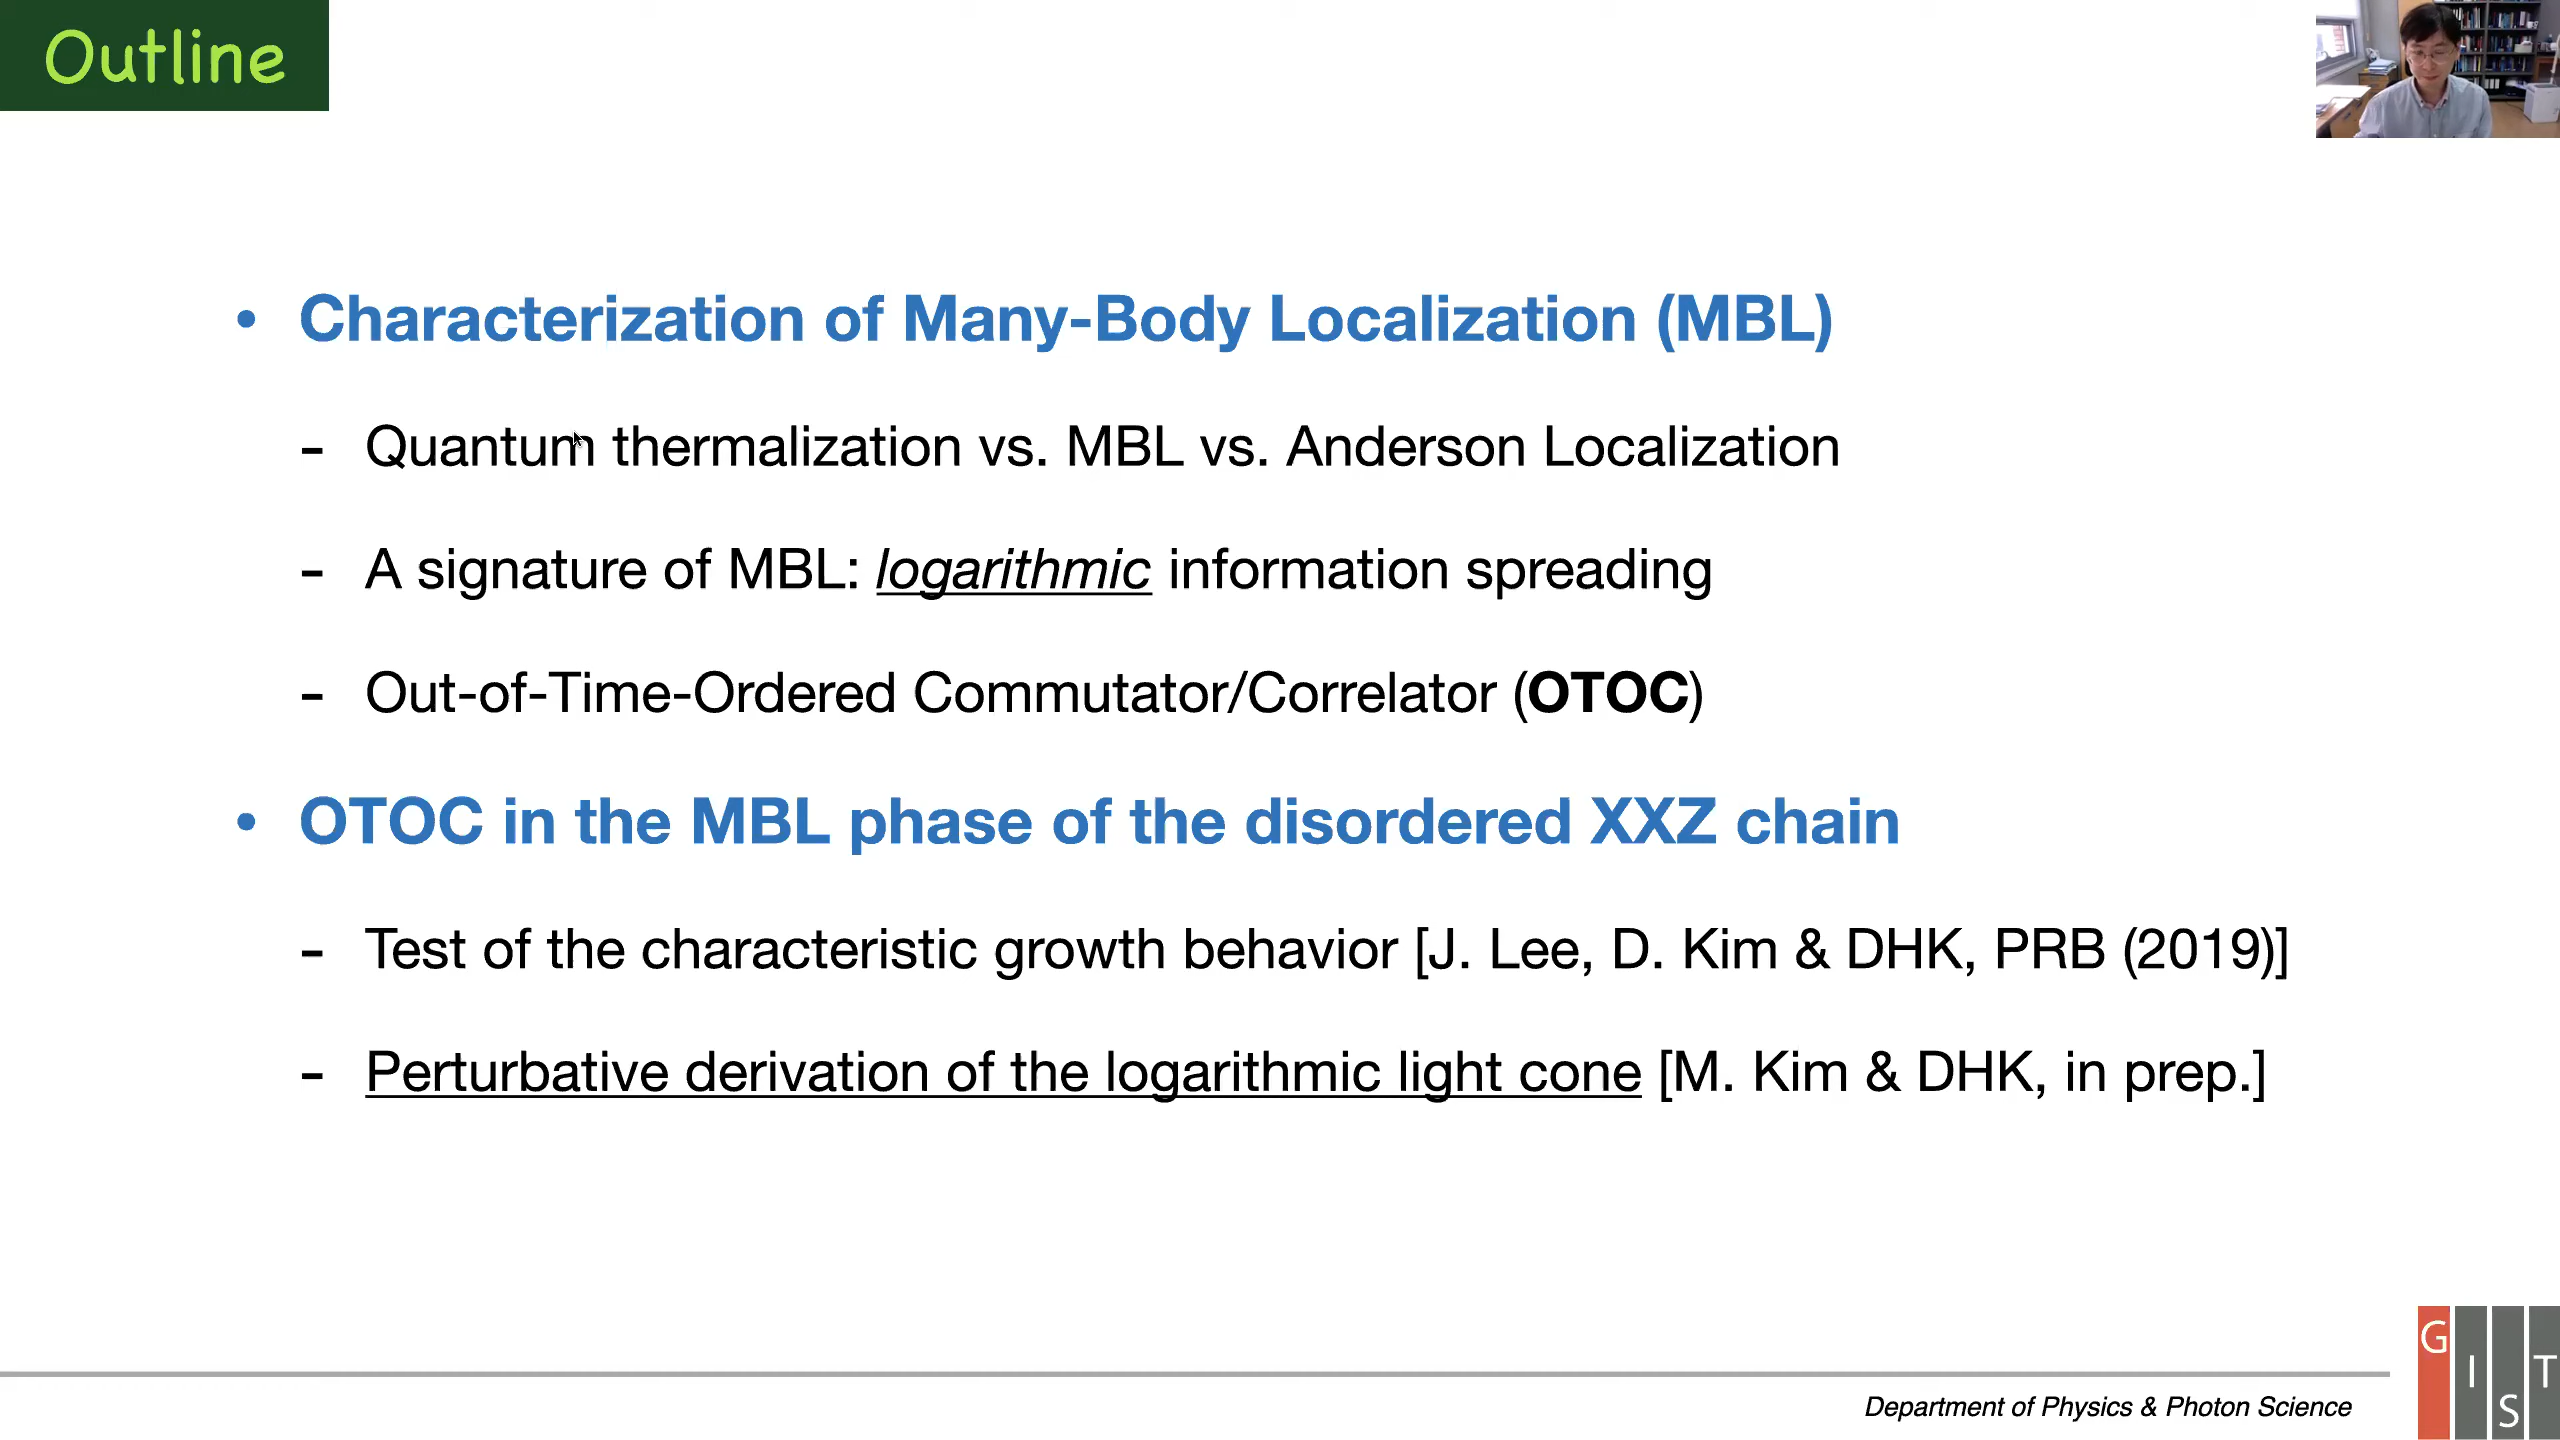 Outline
• Characterization of Many-Body Localization (MBL)
- Quantum thermalization vs. MBL vs. Anderson Localization
- A signature of MBL: logarithmic information spreading
- Out-of-Time-Ordered Commutator/Correlator (OTOC)
• OTOC in the MBL phase of the disordered XXZ chain
- Test of the characteristic growth behavior [J. Lee, D. Kim & DHK, PRB (2019)]
- Perturbative derivation of the logarithmic light cone [M. Kim & DHK, in prep.]
Department of Physics & Photon Science
GIST